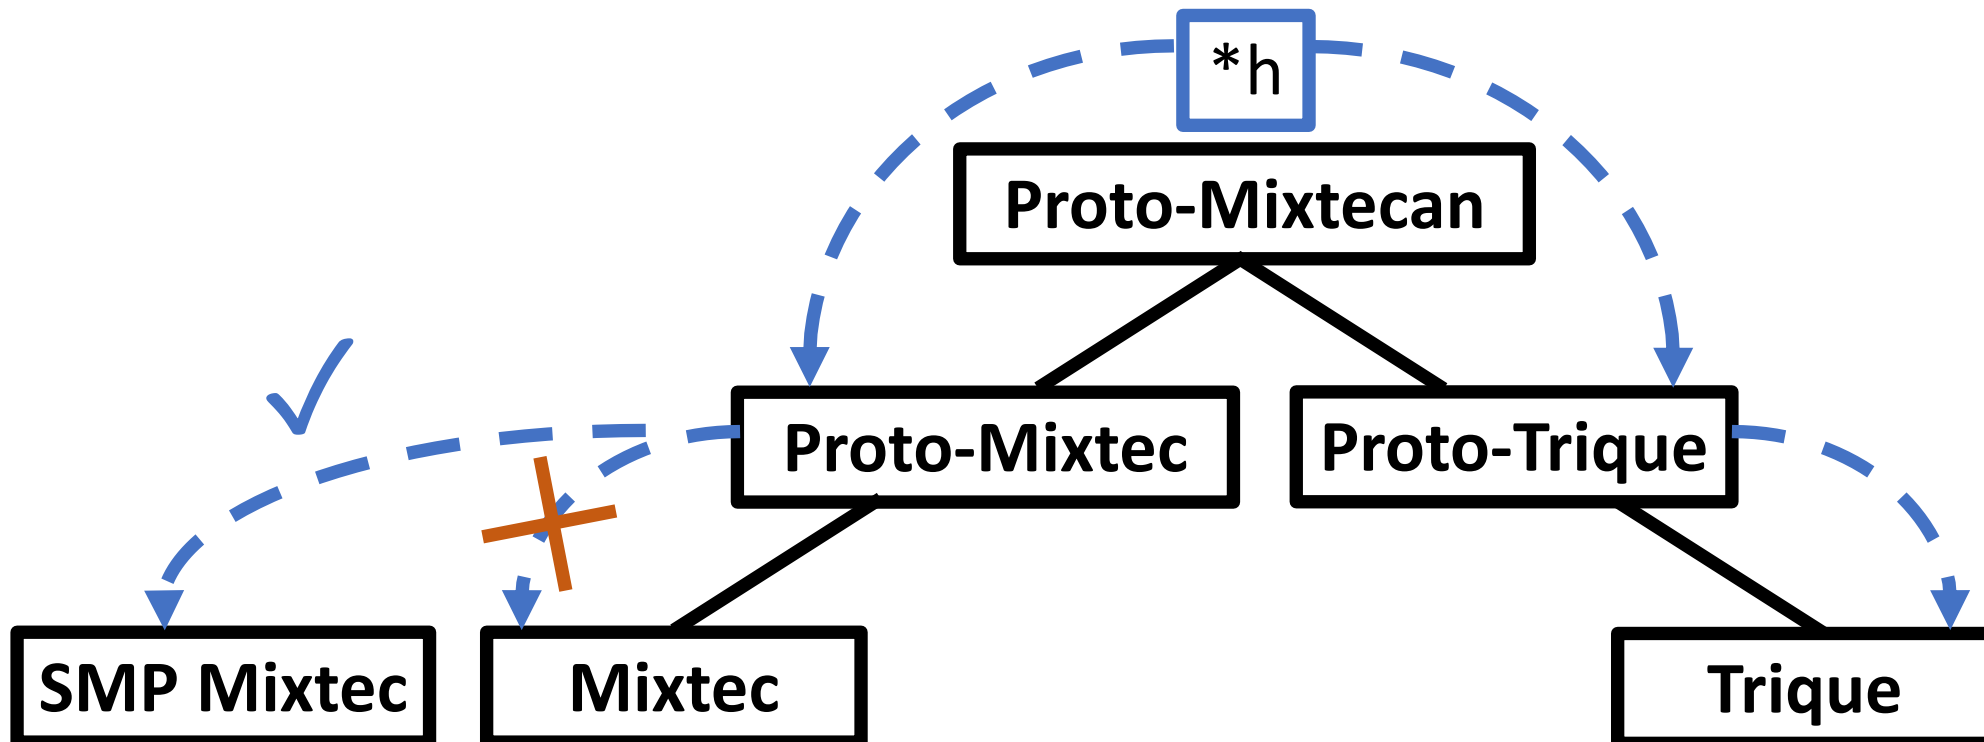 *h
Proto-Mixtecan
Proto-Mixtec
Proto-Trique
SMP Mixtec
Mixtec
Trique